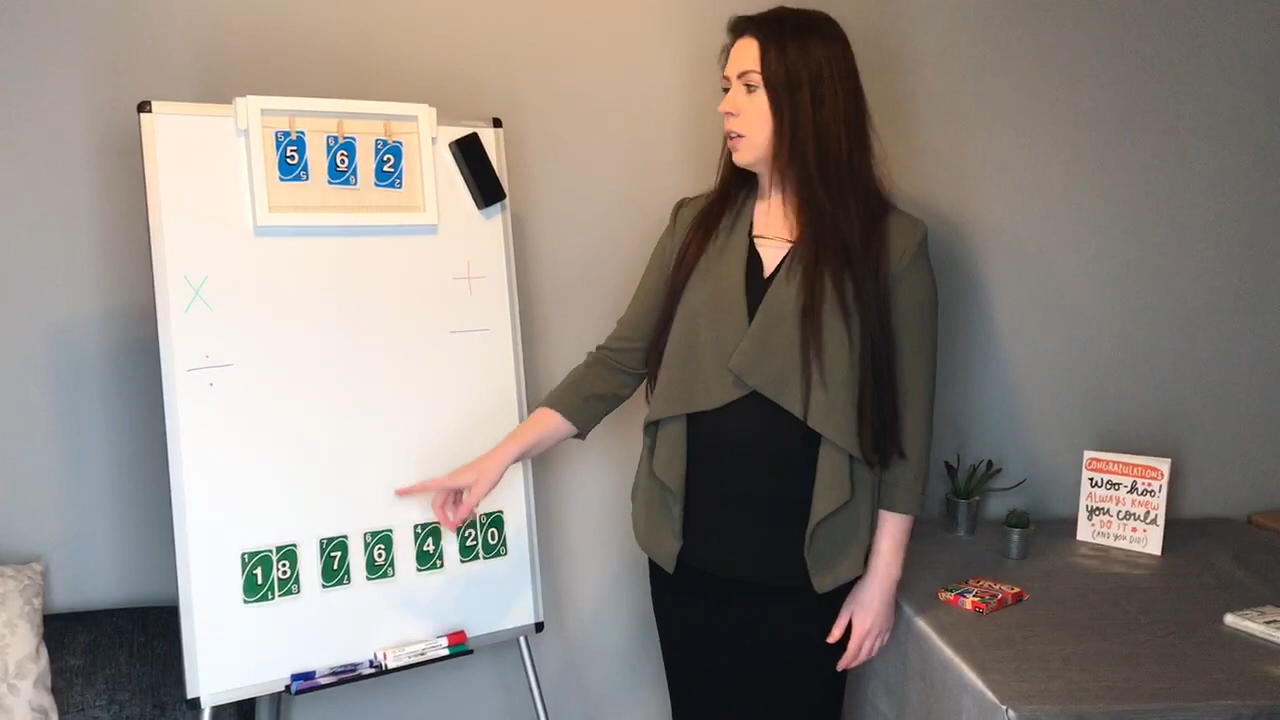 5 6 2
×
+
÷
−
18 7 6 4 20
CONGRATULATIONS
WOO-hoo!
ALWAYS KNEW
you could
DO IT
(AND YOU DID!)
UNO